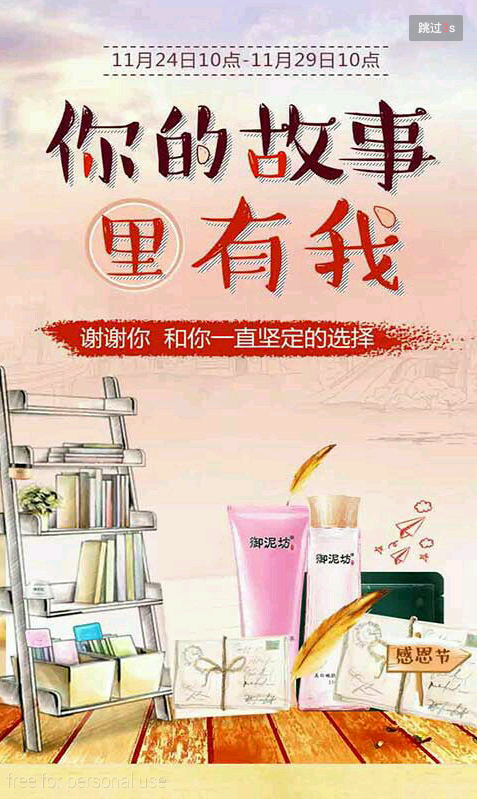 跳过 s
11月24日10点-11月29日10点
你的故事
里有我
谢谢你 和你一直坚定的选择
御泥坊
御泥坊
感恩节
free for personal use